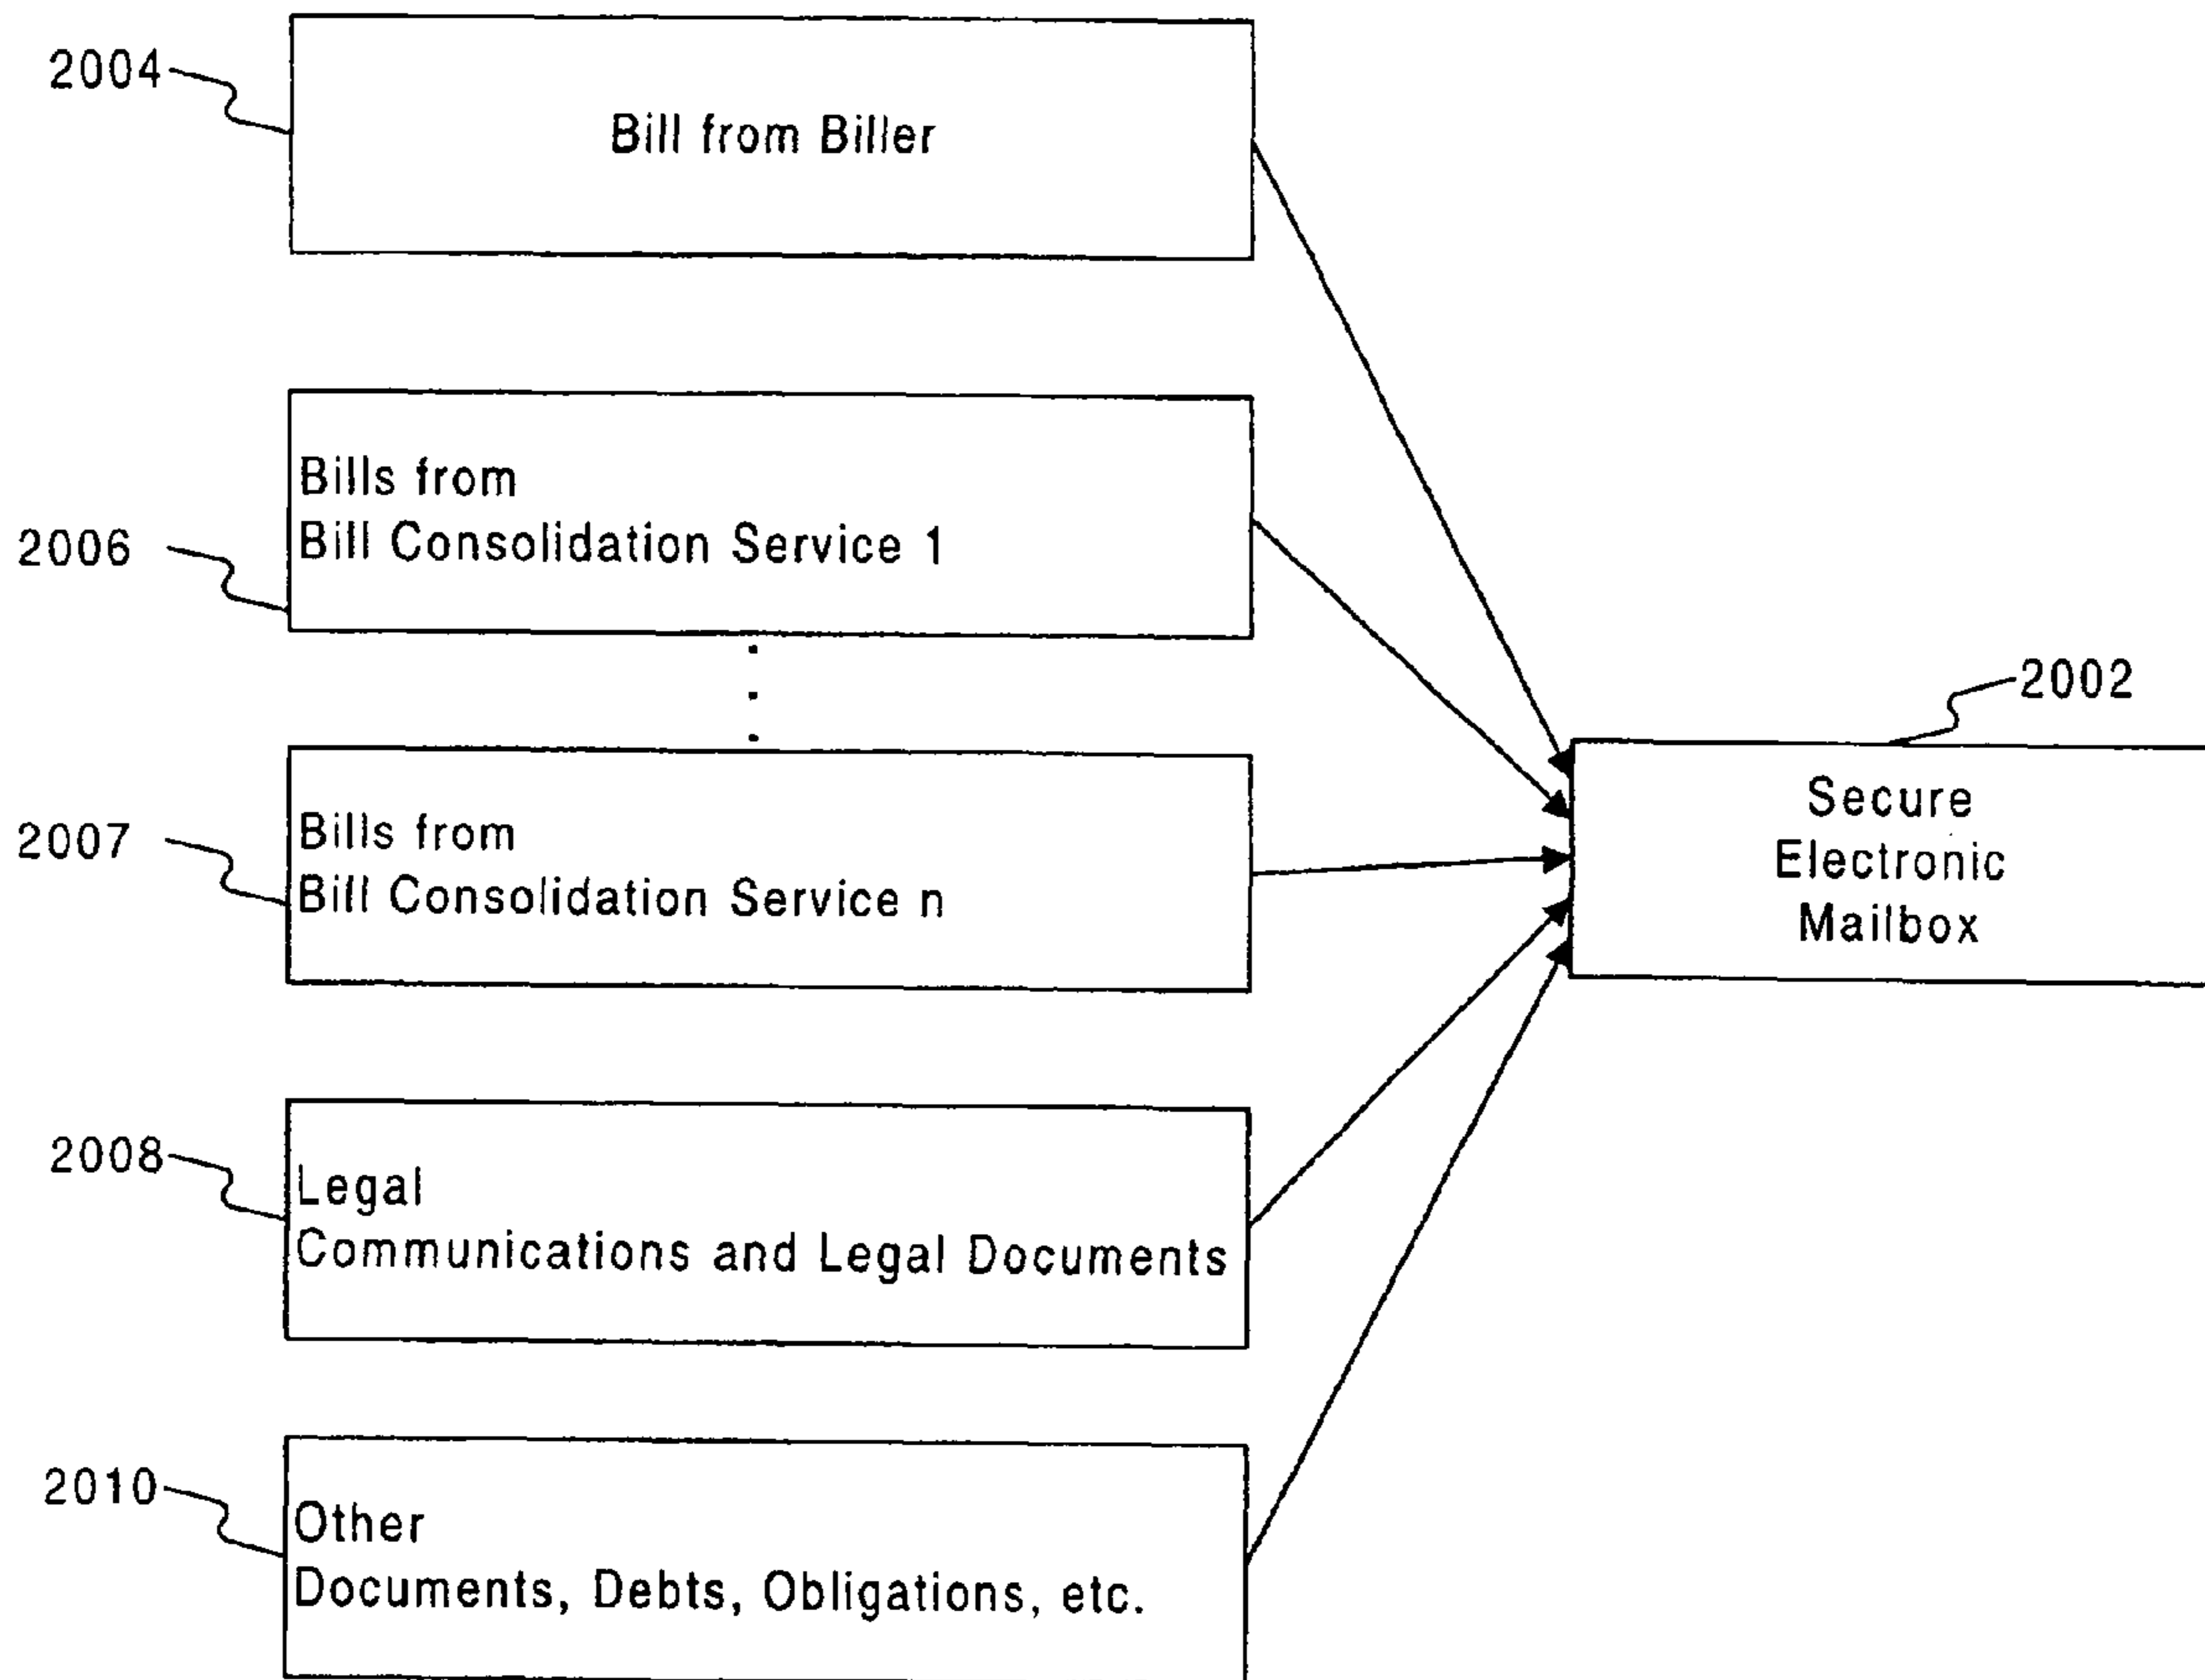 2004
Bill from Biller
2006
Bills from
Bill Consolidation Service 1
2007
Bills from
Bill Consolidation Service n
2008
Legal
Communications and Legal Documents
2010
Other
Documents, Debts, Obligations, etc.
2002
Secure
Electronic
Mailbox